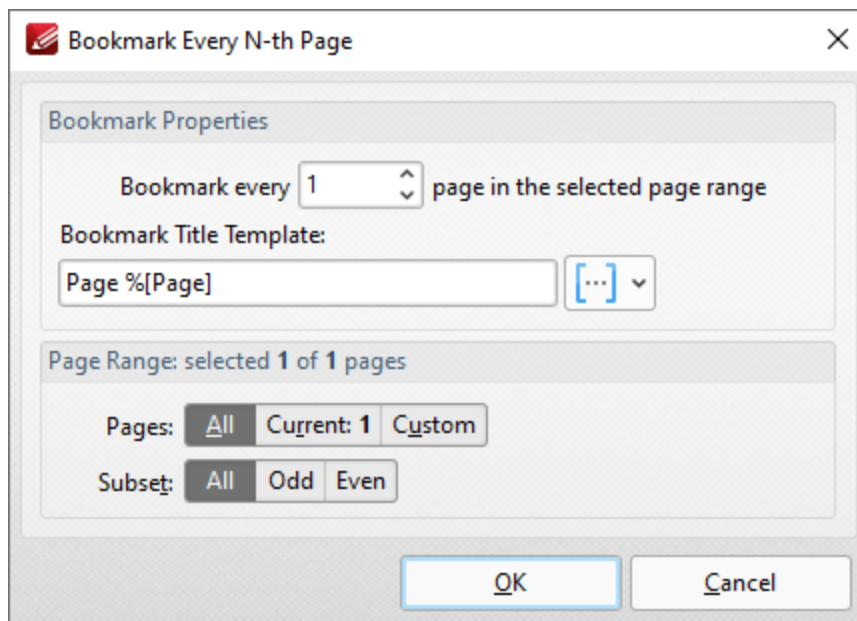 Bookmark Every N-th Page
Bookmark Properties
Bookmark every 1 page in the selected page range
Bookmark Title Template:
Page %[Page]
Page Range: selected 1 of 1 pages
Pages: All Current: 1 Custom
Subset: All Odd Even
OK Cancel